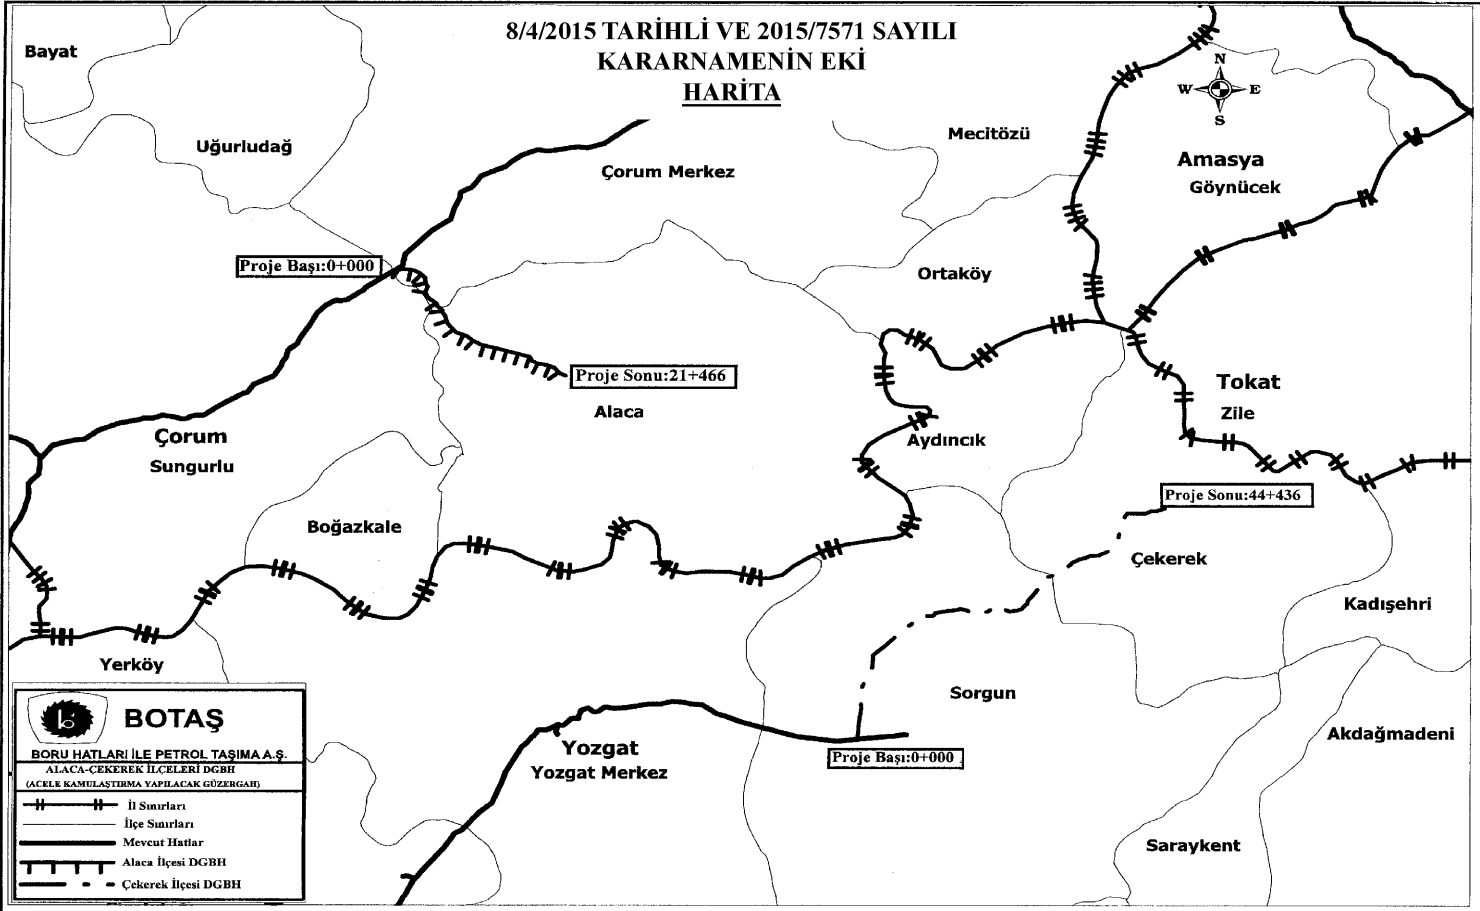 8/4/2015 TARİHLİ VE 2015/7571 SAYILI
KARARNAMENİN EKİ
HARİTA
Bayat
Uğurludağ
Çorum Merkez
Mecitözü
N
W E
S
Amasya
Göynücek
Proje Başı:0+000
Ortaköy
Proje Sonu:21+466
Alaca
Tokat
Zile
Çorum
Sungurlu
Aydıncık
Proje Sonu:44+436
Boğazkale
Çekerek
Kadışehri
Yerköy
Sorgun
Akdağmadeni
Yozgat
Yozgat Merkez
Proje Başı:0+000
Saraykent
BOTAŞ
BORU HATLARI İLE PETROL TAŞIMA A.Ş.
ALACA-ÇEKEREK İLÇELERİ DGBH
(ACELE KAMULAŞTIRMA YAPILACAK GÜZERGAH)
İl Sınırları
İlçe Sınırları
Mevcut Hatlar
Alaca İlçesi DGBH
Çekerek İlçesi DGBH